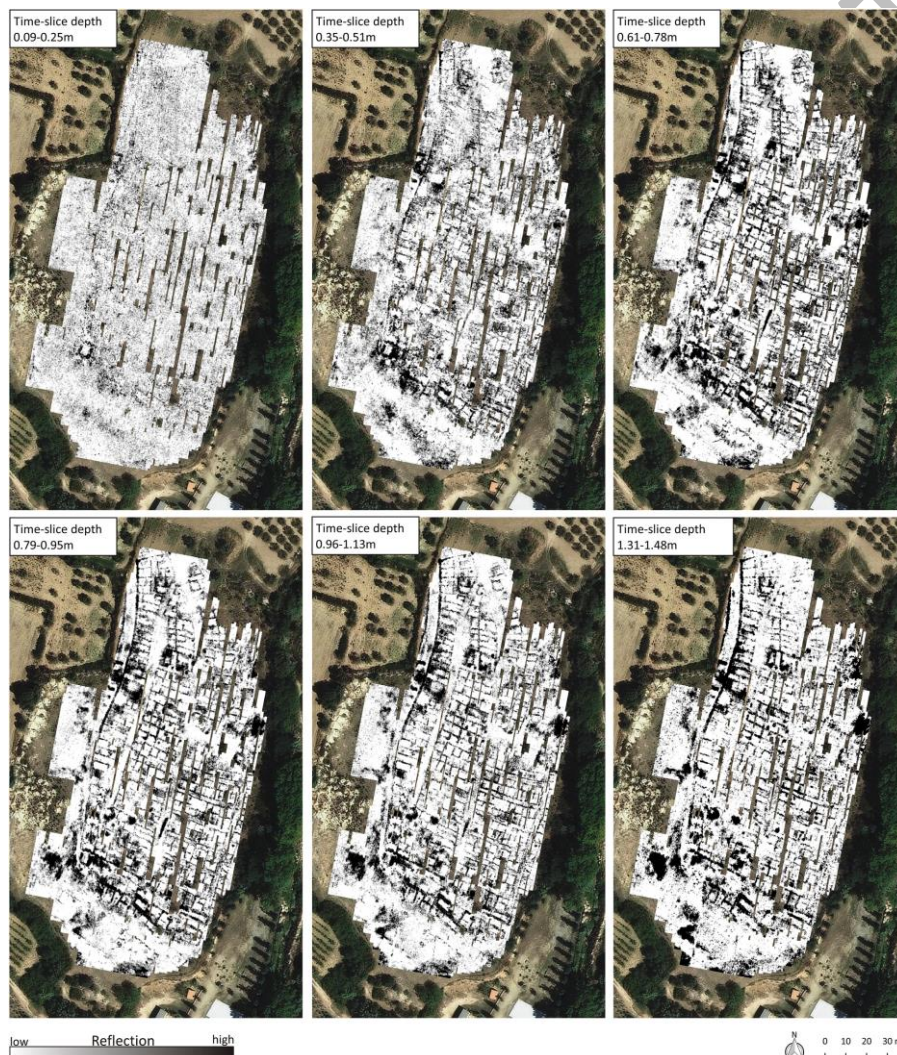 Time-slice depth
0.09-0.25m
Time-slice depth
0.35-0.51m
Time-slice depth
0.61-0.78m
Time-slice depth
0.79-0.95m
Time-slice depth
0.96-1.13m
Time-slice depth
1.31-1.48m
low Reflection high
N
0 10 20 30